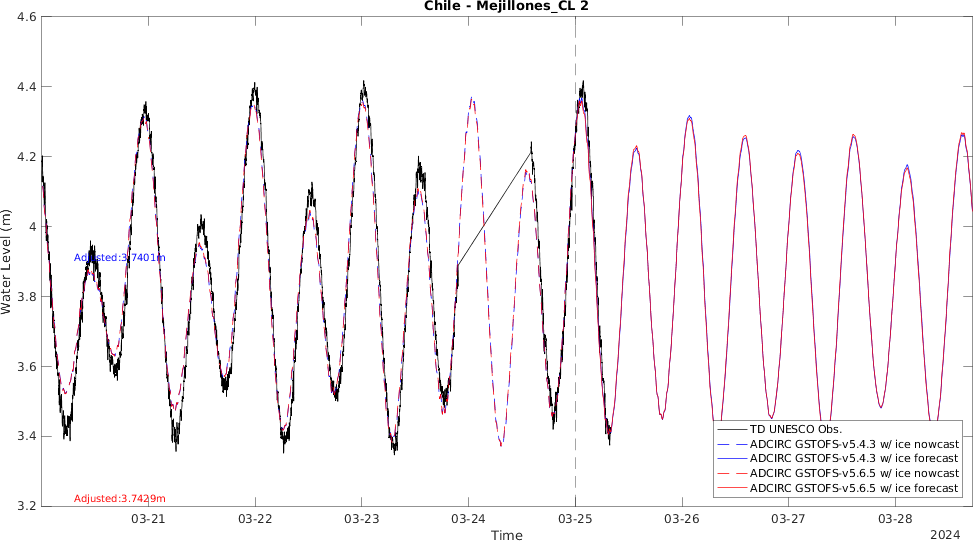 Chile - Mejillones_CL 2
4.6
4.4
4.2
4
3.8
3.6
3.4
3.2
Water Level (m)
Adjusted:3.7401m
Adjusted:3.7429m
TD UNESCO Obs.
ADCIRC GSTOFS-v5.4.3 w/ ice nowcast
ADCIRC GSTOFS-v5.4.3 w/ ice forecast
ADCIRC GSTOFS-v5.6.5 w/ ice nowcast
ADCIRC GSTOFS-v5.6.5 w/ ice forecast
03-21 03-22 03-23 03-24 03-25 03-26 03-27 03-28
Time
2024